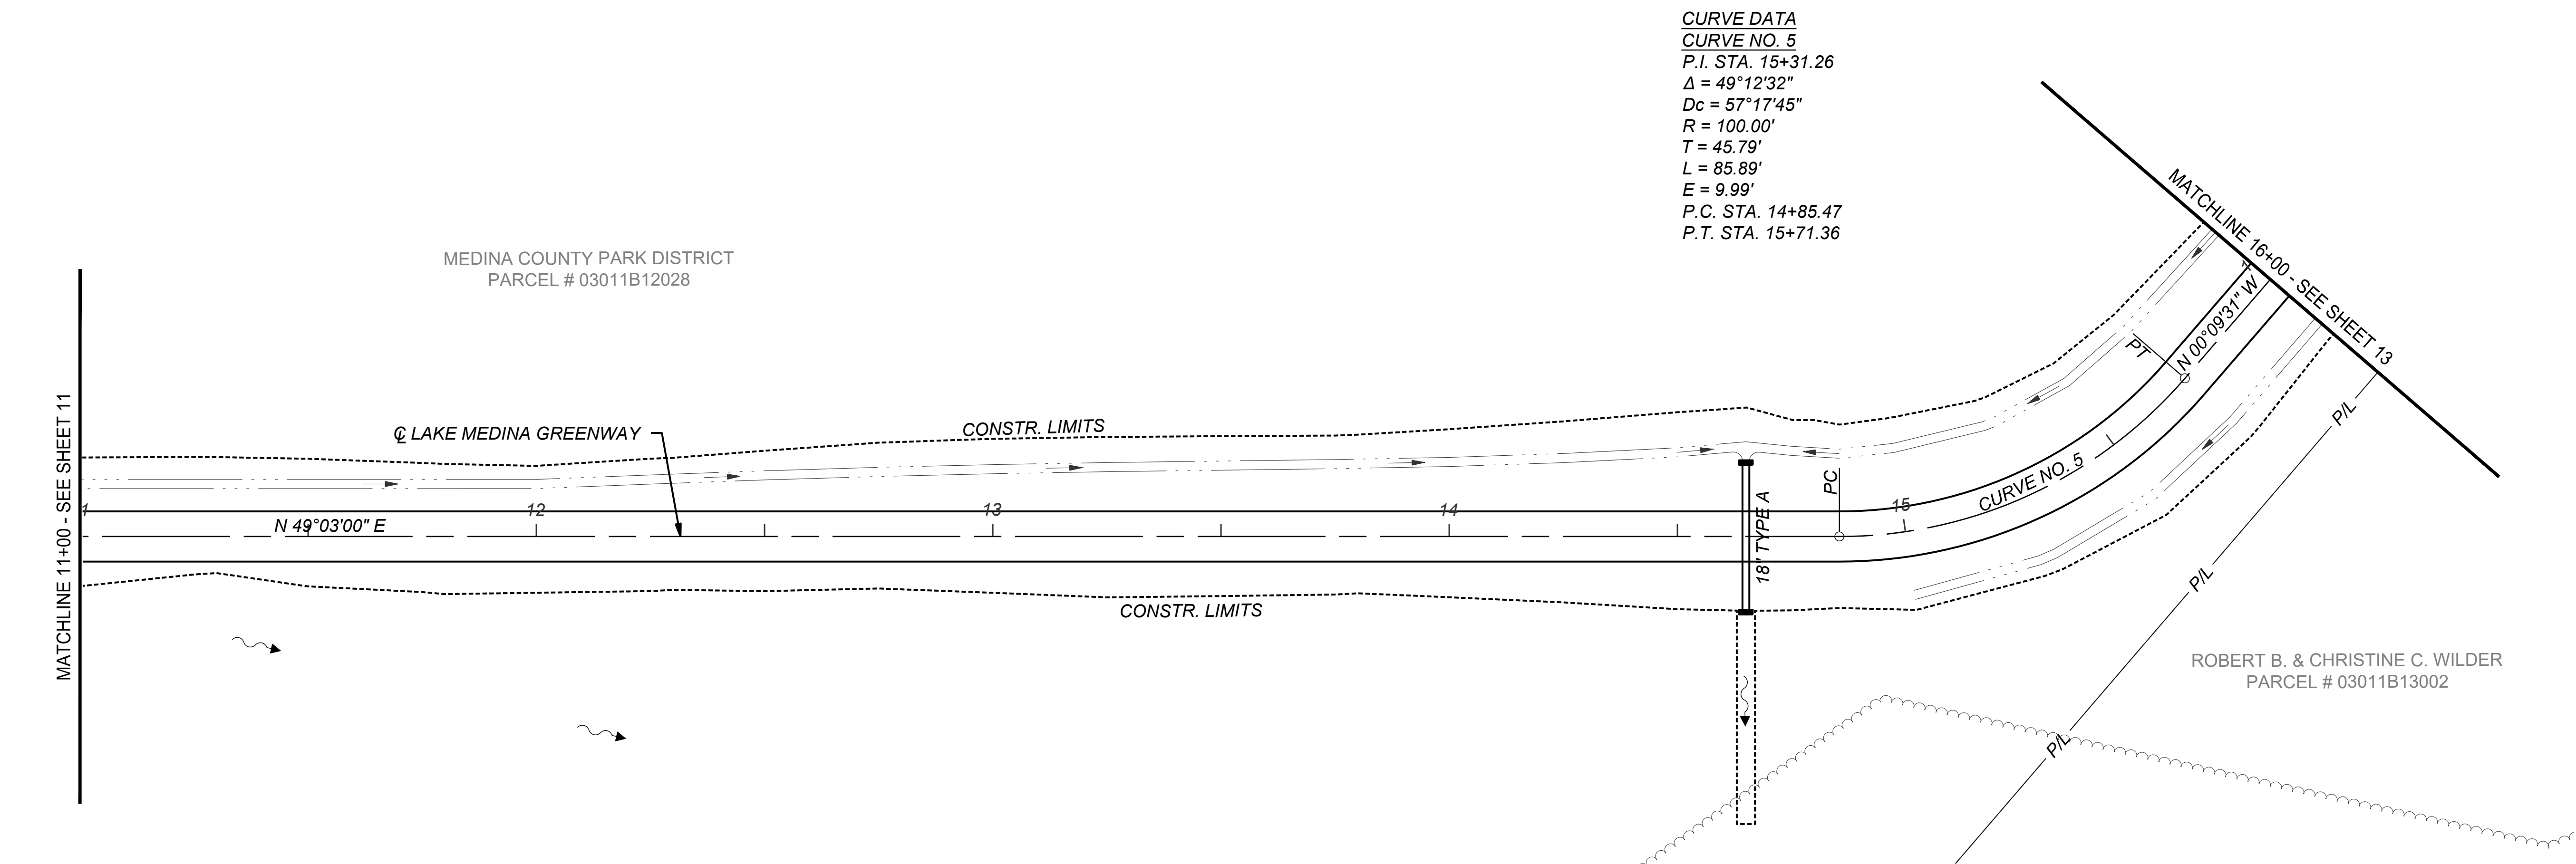 CURVE DATA
CURVE NO. 5
P.I. STA. 15+31.26
Δ = 49°12'32"
Dc = 57°17'45"
R = 100.00'
T = 45.79'
L = 85.89'
E = 9.99'
P.C. STA. 14+85.47
P.T. STA. 15+71.36
MEDINA COUNTY PARK DISTRICT
PARCEL # 03011B12028
MATCHLINE 16+00 - SEE SHEET 13
MATCHLINE 11+00 - SEE SHEET 11
℄ LAKE MEDINA GREENWAY
CONSTR. LIMITS
N 49°03'00" E
12
13
14
15
18" TYPE A
PC
CURVE NO. 5
PT
N 00°09'31" W
P/L
P/L
P/L
CONSTR. LIMITS
ROBERT B. & CHRISTINE C. WILDER
PARCEL # 03011B13002